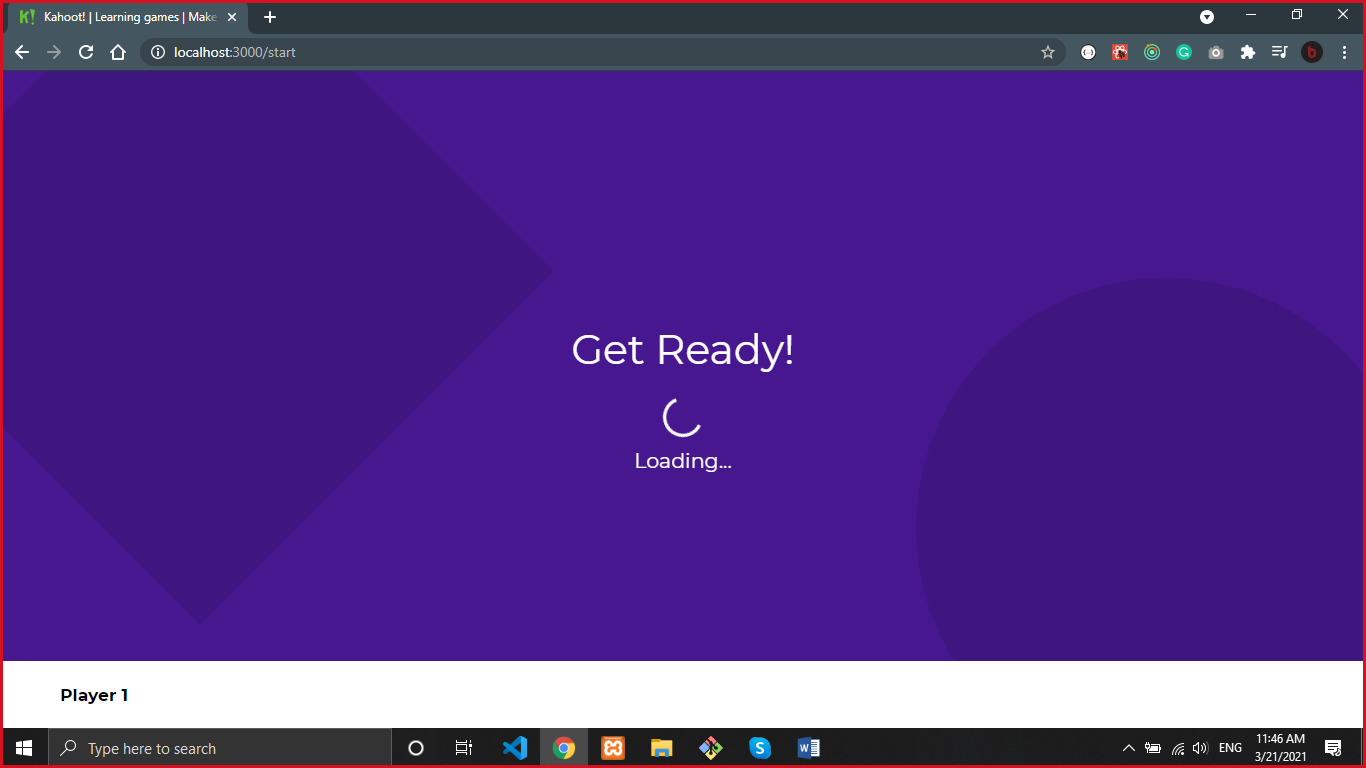 Kahoot! | Learning games | Make
localhost:3000/start
Get Ready!
Loading...
Player 1
Type here to search
ENG
11:46 AM
3/21/2021